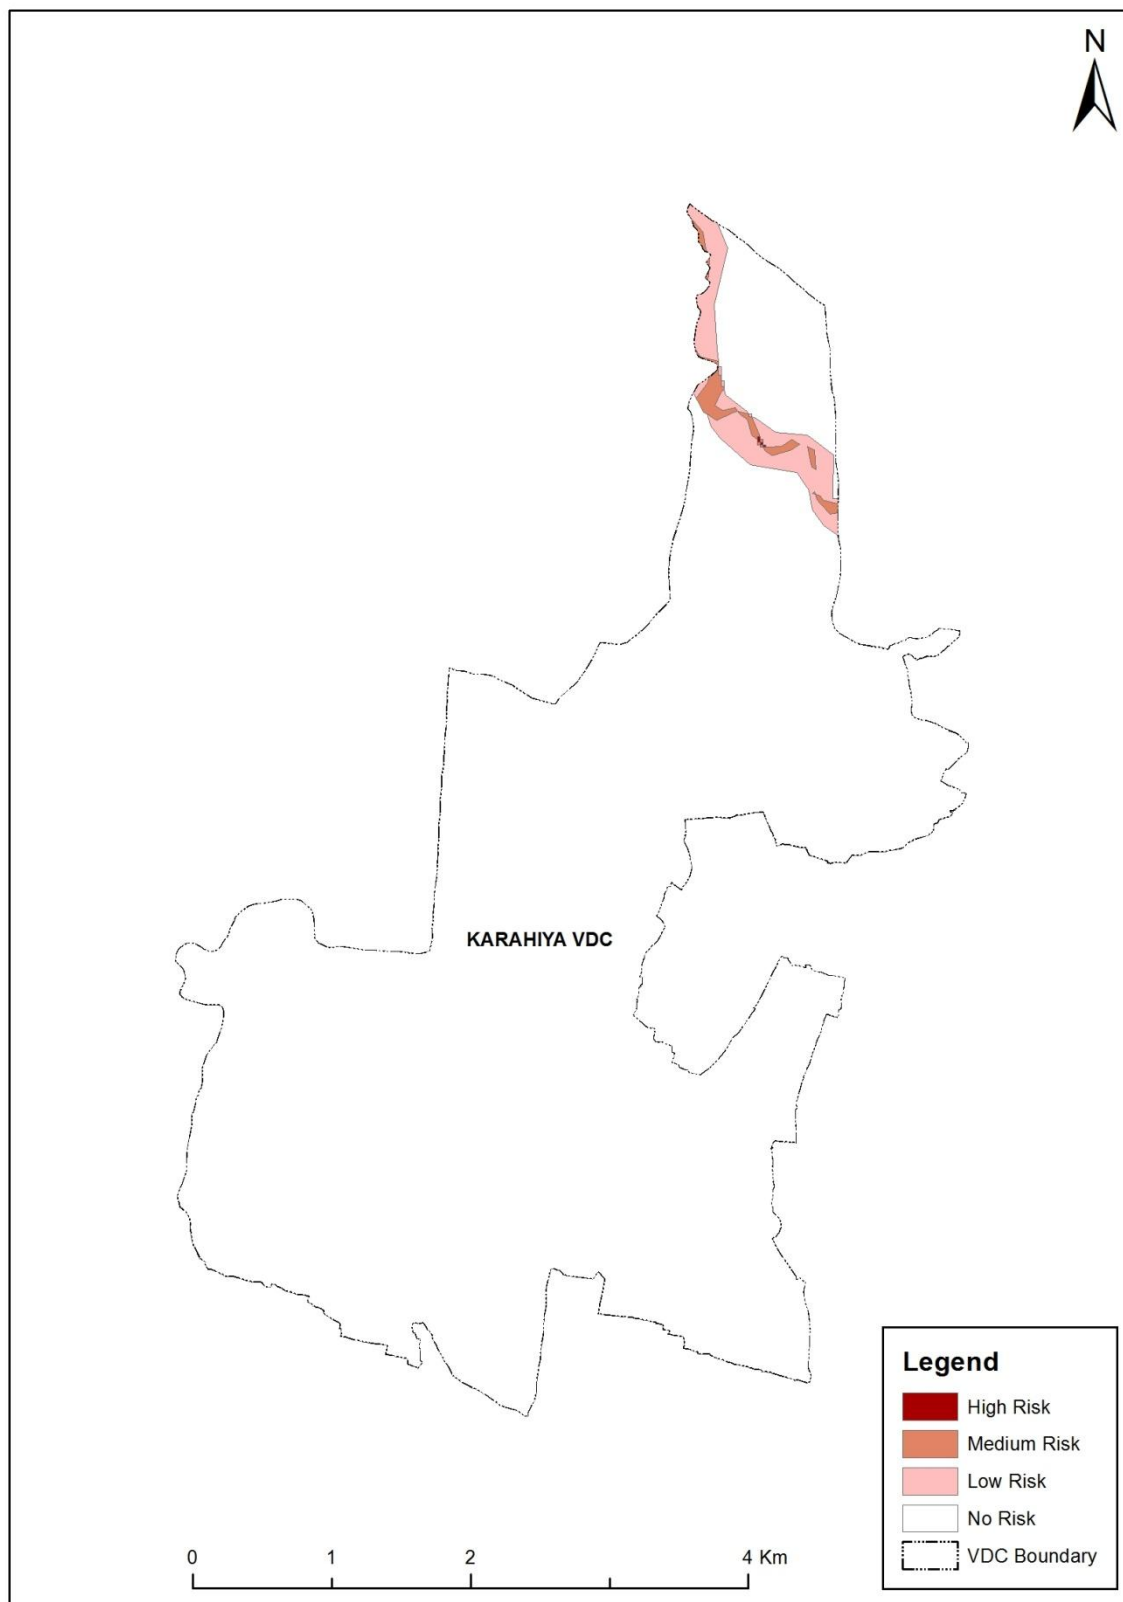 N
KARAHIYA VDC
Legend
High Risk
Medium Risk
Low Risk
No Risk
VDC Boundary
0 1 2 4 Km